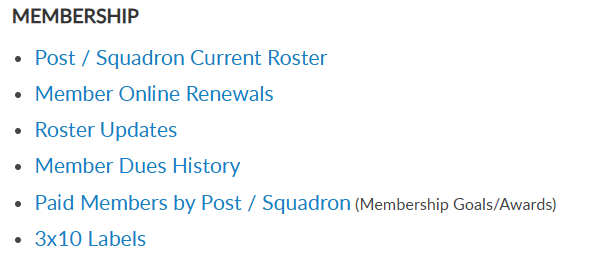 MEMBERSHIP
• Post / Squadron Current Roster
• Member Online Renewals
• Roster Updates
• Member Dues History
• Paid Members by Post / Squadron (Membership Goals/Awards)
• 3x10 Labels